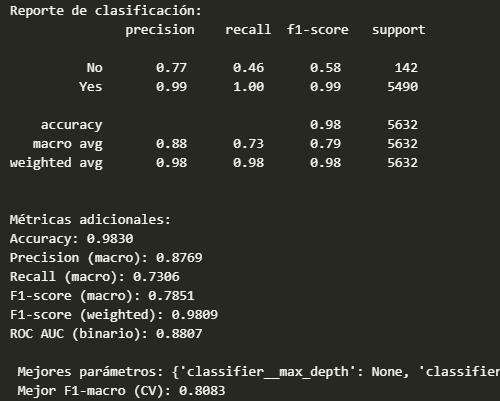 Reporte de clasificación:
precision recall f1-score support
No 0.77 0.46 0.58 142
Yes 0.99 1.00 0.99 5490
accuracy 0.98 5632
macro avg 0.88 0.73 0.79 5632
weighted avg 0.98 0.98 0.98 5632
Métricas adicionales:
Accuracy: 0.9830
Precision (macro): 0.8769
Recall (macro): 0.7306
F1-score (macro): 0.7851
F1-score (weighted): 0.9809
ROC AUC (binario): 0.8807
Mejores parámetros: {'classifier__max_depth': None, 'classifier
Mejor F1-macro (CV): 0.8083